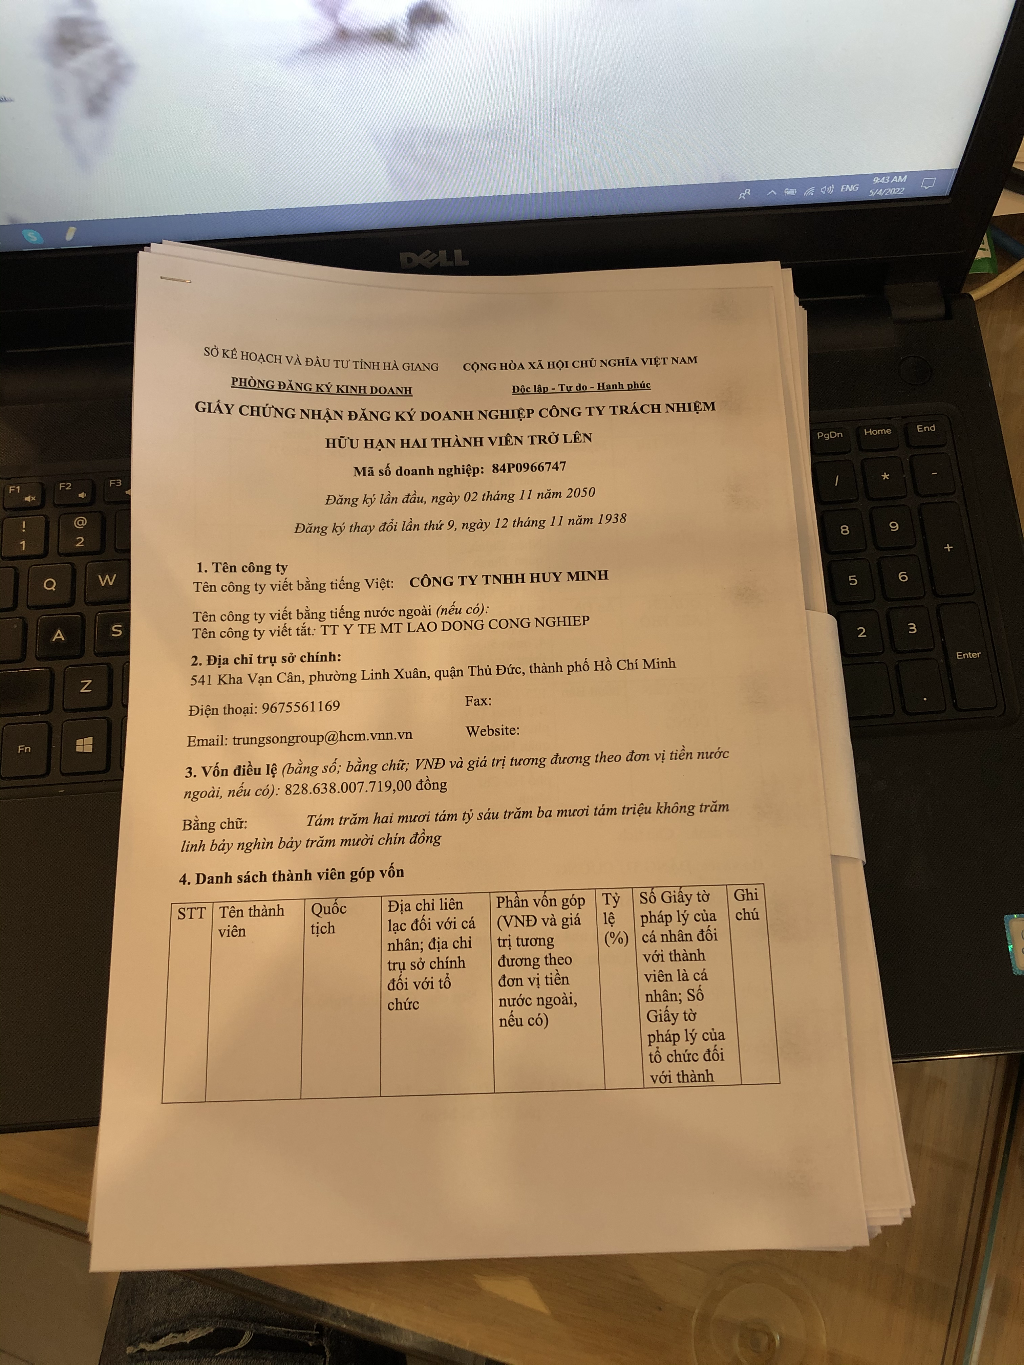 9:43 AM
ENG
5/4/2022
DELL
SỞ KẾ HOẠCH VÀ ĐẦU TƯ TỈNH HÀ GIANG
CỘNG HÒA XÃ HỘI CHỦ NGHĨA VIỆT NAM
PHÒNG ĐĂNG KÝ KINH DOANH
Độc lập - Tự do - Hạnh phúc
GIẤY CHỨNG NHẬN ĐĂNG KÝ DOANH NGHIỆP CÔNG TY TRÁCH NHIỆM
HỮU HẠN HAI THÀNH VIÊN TRỞ LÊN
Mã số doanh nghiệp: 84P0966747
Đăng ký lần đầu, ngày 02 tháng 11 năm 2050
Đăng ký thay đổi lần thứ 9, ngày 12 tháng 11 năm 1938
1. Tên công ty
Tên công ty viết bằng tiếng Việt: CÔNG TY TNHH HUY MINH
Tên công ty viết bằng tiếng nước ngoài (nếu có):
Tên công ty viết tắt: TT Y TE MT LAO DONG CONG NGHIEP
2. Địa chỉ trụ sở chính:
541 Kha Vạn Cân, phường Linh Xuân, quận Thủ Đức, thành phố Hồ Chí Minh
Điện thoại: 9675561169
Fax:
Email: trungsongroup@hcm.vnn.vn
Website:
3. Vốn điều lệ (bằng số; bằng chữ; VNĐ và giá trị tương đương theo đơn vị tiền nước
ngoài, nếu có): 828.638.007.719,00 đồng
Bằng chữ: Tám trăm hai mươi tám tỷ sáu trăm ba mươi tám triệu không trăm
linh bảy nghìn bảy trăm mười chín đồng
4. Danh sách thành viên góp vốn
STT
Tên thành
viên
Quốc
tịch
Địa chỉ liên
lạc đối với cá
nhân; địa chỉ
trụ sở chính
đối với tổ
chức
Phần vốn góp
(VNĐ và giá
trị tương
đương theo
đơn vị tiền
nước ngoài,
nếu có)
Tỷ
lệ
(%)
Số Giấy tờ
pháp lý của
cá nhân đối
với thành
viên là cá
nhân; Số
Giấy tờ
pháp lý của
tổ chức đối
với thành
Ghi
chú
F1
F2
F3
!
1
@
2
Q
W
A
S
Z
Fn
PgDn
Home
End
/
*
-
8
9
+
5
6
2
3
Enter
.